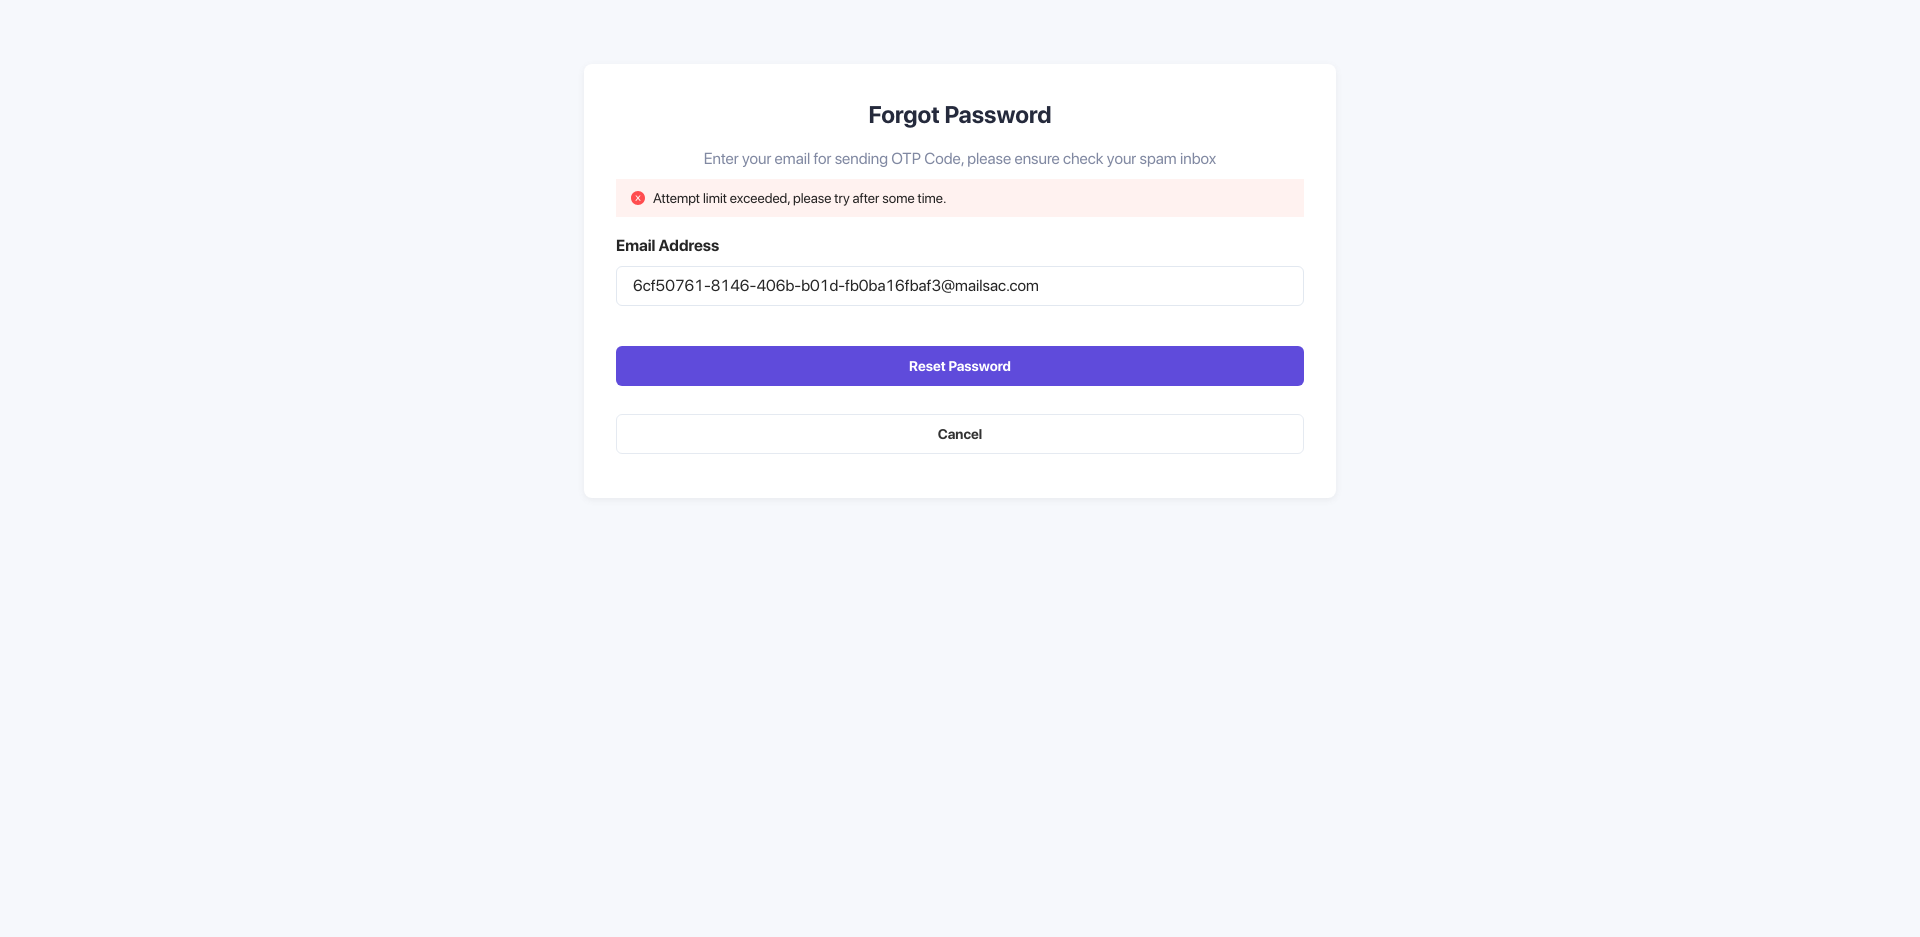 Forgot Password
Enter your email for sending OTP Code, please ensure check your spam inbox
Attempt limit exceeded, please try after some time.
Email Address
6cf50761-8146-406b-b01d-fb0ba16fbaf3@mailsac.com
Reset Password
Cancel